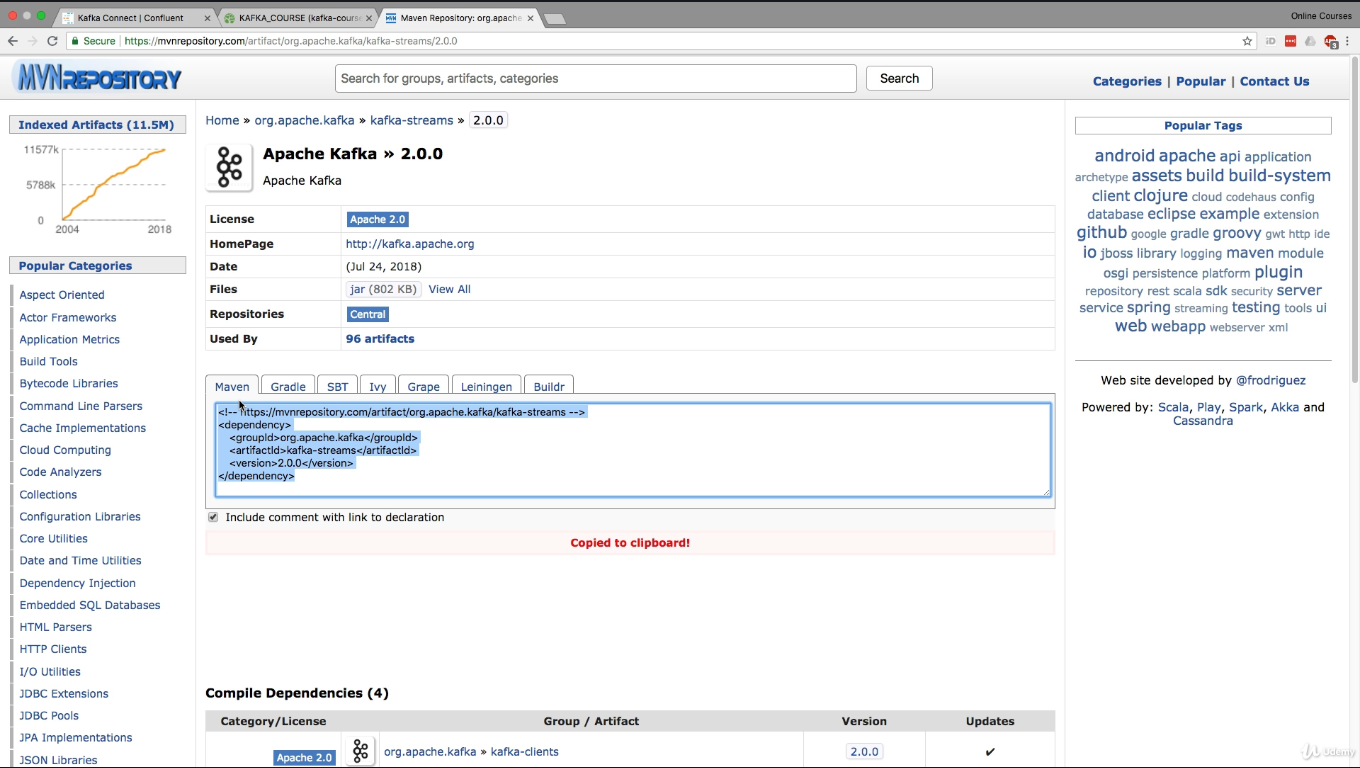 Kafka Connect | Confluent
KAFKA_COURSE (kafka-course
Maven Repository: org.apache
Online Courses
Secure | https://mvnrepository.com/artifact/org.apache.kafka/kafka-streams/2.0.0
MVNREPOSITORY
Search for groups, artifacts, categories
Search
Categories | Popular | Contact Us
Indexed Artifacts (11.5M)
11577k
5788k
0
2004 2018
Popular Categories
Aspect Oriented
Actor Frameworks
Application Metrics
Build Tools
Bytecode Libraries
Command Line Parsers
Cache Implementations
Cloud Computing
Code Analyzers
Collections
Configuration Libraries
Core Utilities
Date and Time Utilities
Dependency Injection
Embedded SQL Databases
HTML Parsers
HTTP Clients
I/O Utilities
JDBC Extensions
JDBC Pools
JPA Implementations
JSON Libraries
Home » org.apache.kafka » kafka-streams » 2.0.0
Apache Kafka » 2.0.0
Apache Kafka
License Apache 2.0
HomePage http://kafka.apache.org
Date (Jul 24, 2018)
Files jar (802 KB) View All
Repositories Central
Used By 96 artifacts
Maven Gradle SBT Ivy Grape Leiningen Buildr
<!-- https://mvnrepository.com/artifact/org.apache.kafka/kafka-streams -->
<dependency>
<groupId>org.apache.kafka</groupId>
<artifactId>kafka-streams</artifactId>
<version>2.0.0</version>
</dependency>
Include comment with link to declaration
Copied to clipboard!
Compile Dependencies (4)
Category/License Group / Artifact Version Updates
Apache 2.0 org.apache.kafka » kafka-clients 2.0.0 ✔
Popular Tags
android apache api application
archetype assets build build-system
client clojure cloud codehaus config
database eclipse example extension
github google gradle groovy gwt http ide
io jboss library logging maven module
osgi persistence platform plugin
repository rest scala sdk security server
service spring streaming testing tools ui
web webapp webserver xml
Web site developed by @frodriguez
Powered by: Scala, Play, Spark, Akka and
Cassandra
Udemy